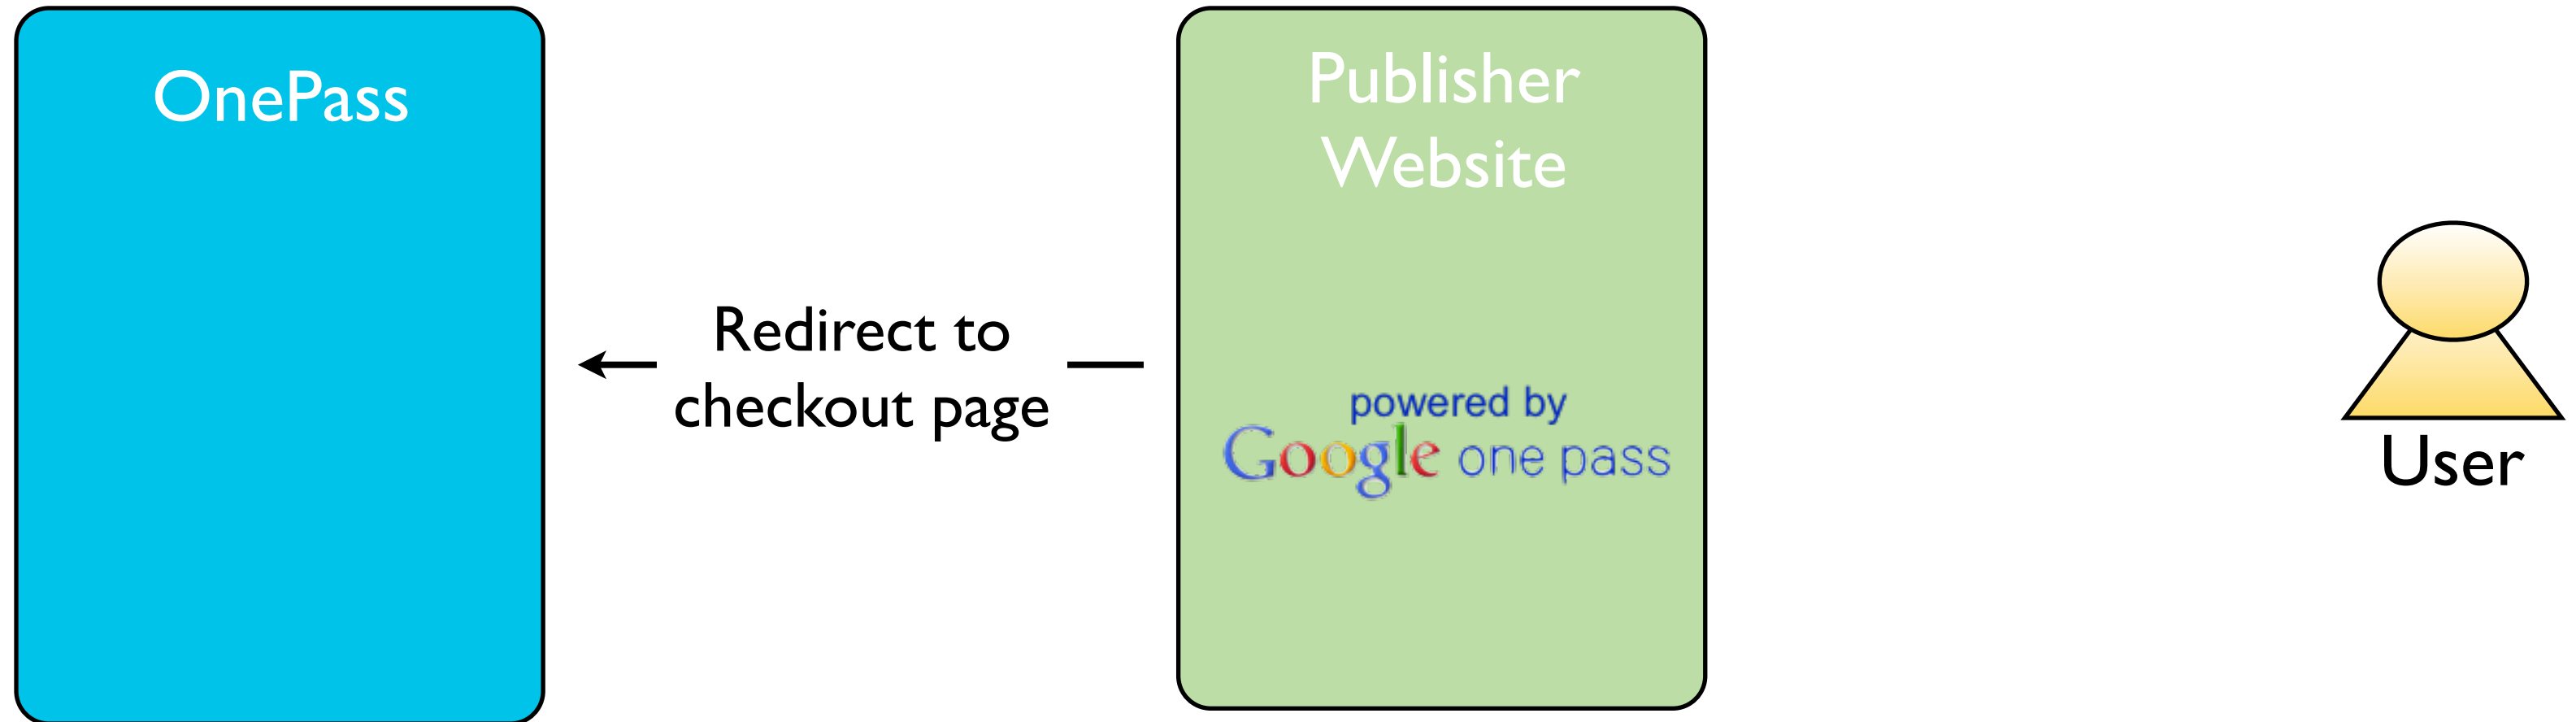 OnePass
Redirect to
checkout page
Publisher
Website
powered by
Google one pass
User